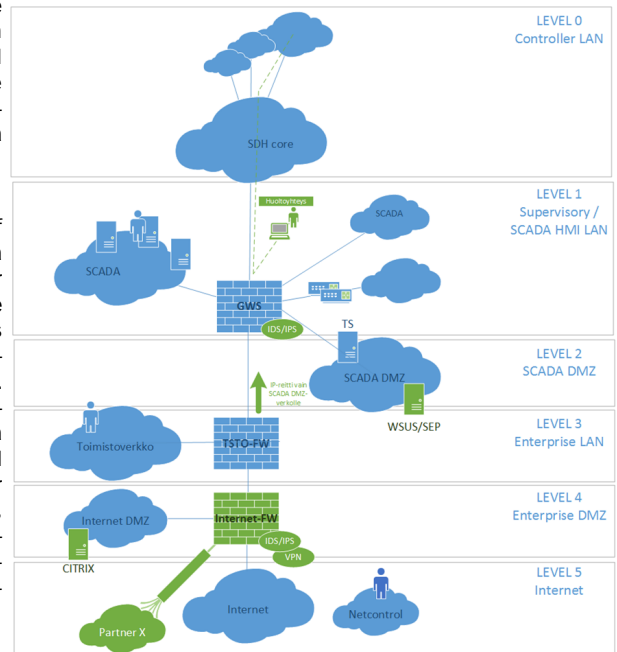 LEVEL 0
Controller LAN
SDH core
LEVEL 1
Supervisory /
SCADA HMI LAN
Huoltoyhteys
SCADA
SCADA
GWS
IDS/IPS
TS
LEVEL 2
SCADA DMZ
SCADA DMZ
IP-reitti vain
SCADA DMZ-
verkolle
WSUS/SEP
LEVEL 3
Enterprise LAN
Toimistoverkko
TSTO-FW
LEVEL 4
Enterprise DMZ
Internet DMZ
Internet-FW
IDS/IPS
VPN
CITRIX
LEVEL 5
Internet
Internet
Netcontrol
Partner X